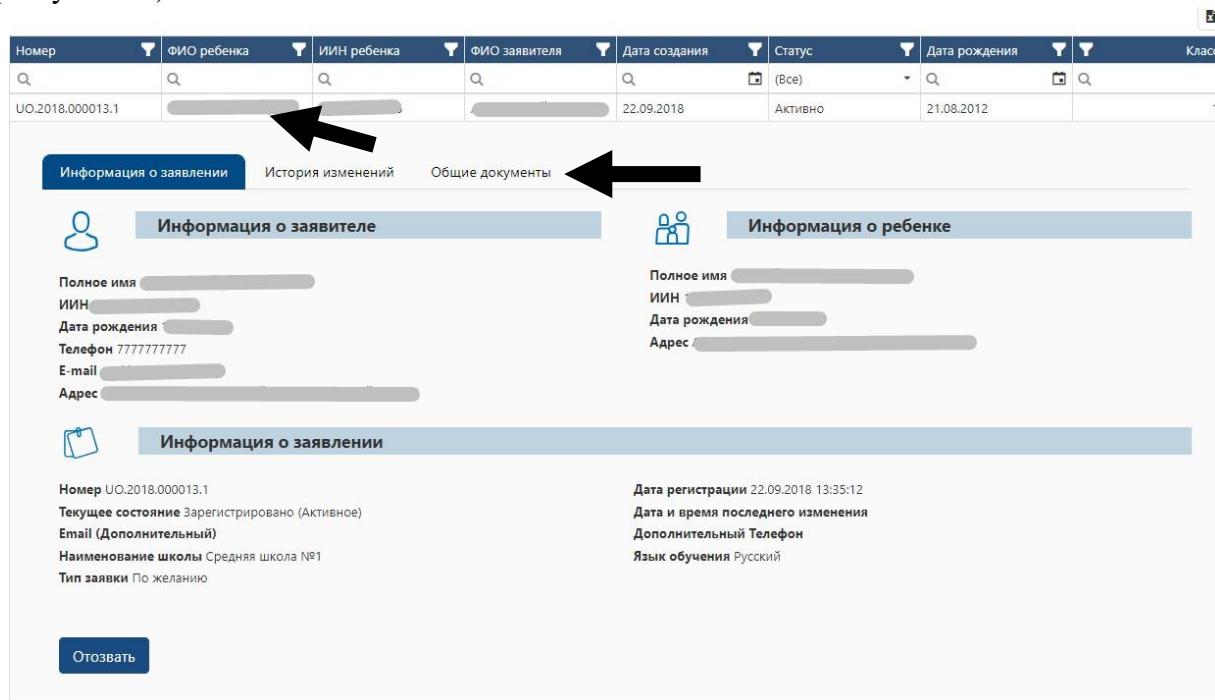 Номер ФИО ребенка ИИН ребенка ФИО заявителя Дата создания Статус Дата рождения Класс
(Все)
UO.2018.000013.1 22.09.2018 Активно 21.08.2012
Информация о заявлении История изменений Общие документы
Информация о заявителе Информация о ребенке
Полное имя Полное имя
ИИН ИИН
Дата рождения Дата рождения
Телефон 7777777777 Адрес
E-mail
Адрес
Информация о заявлении
Номер UO.2018.000013.1 Дата регистрации 22.09.2018 13:35:12
Текущее состояние Зарегистрировано (Активное) Дата и время последнего изменения
Email (Дополнительный) Дополнительный Телефон
Наименование школы Средняя школа №1 Язык обучения Русский
Тип заявки По желанию
Отозвать